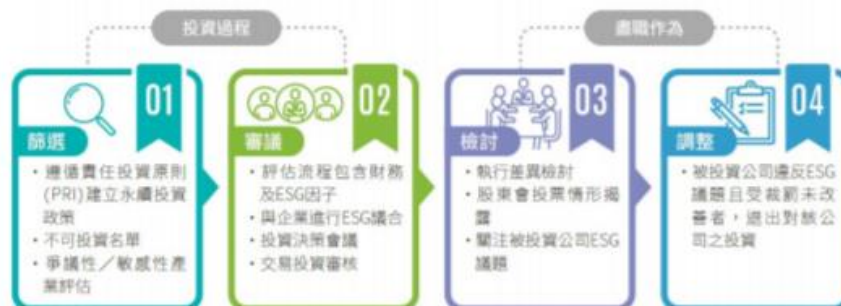 投資過程
盡職作為
01
篩選
• 遵循責任投資原則
(PRI)建立永續投資
政策
• 不可投資名單
• 爭議性／敏感性產
業評估
02
審議
• 評估流程包含財務
及ESG因子
• 與企業進行ESG議合
• 投資決策會議
• 交易投資審核
03
檢討
• 執行差異檢討
• 股東會投票情形揭
露
• 關注被投資公司ESG
議題
04
調整
• 被投資公司違反ESG
議題且受裁罰未改
善者，退出對該公
司之投資